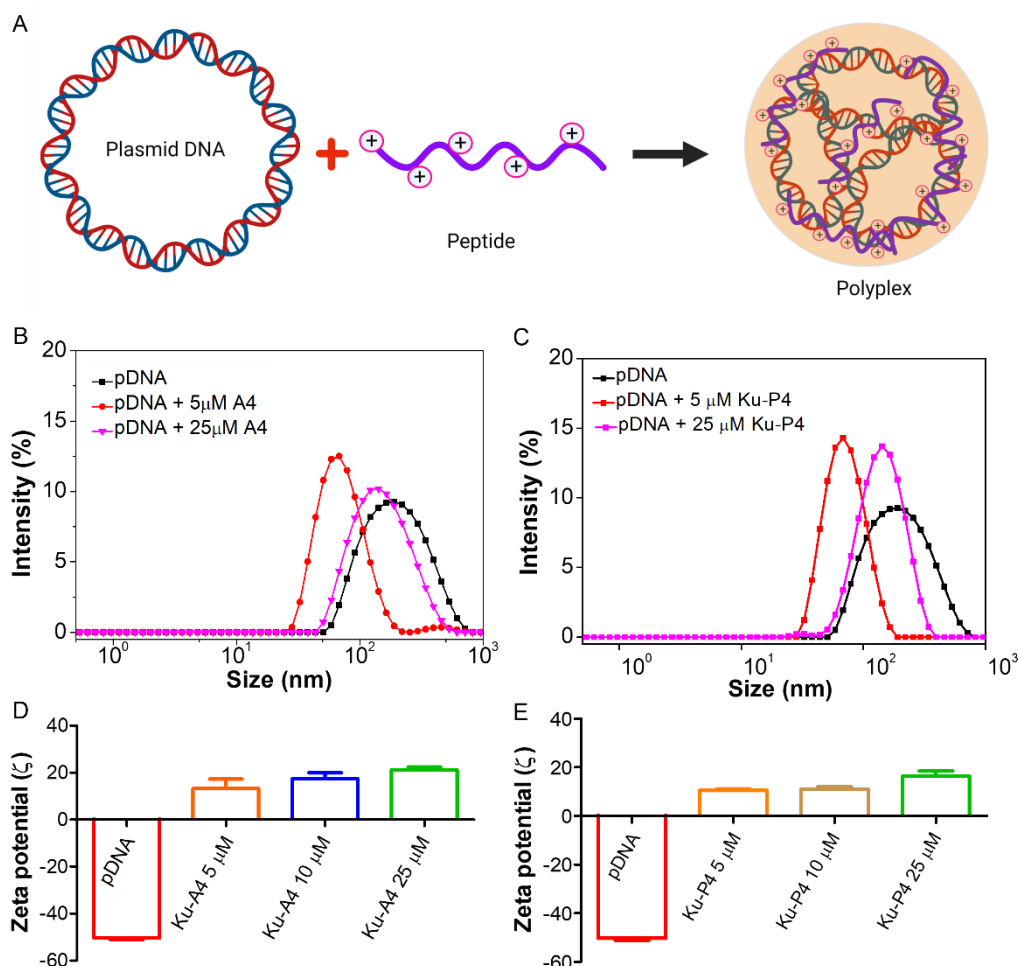 A
Plasmid DNA
+
Peptide
Polyplex
B
20
15
10
5
0
Intensity (%)
pDNA
pDNA + 5μM A4
pDNA + 25μM A4
10⁰
10¹
10²
10³
Size (nm)
C
20
15
10
5
0
Intensity (%)
pDNA
pDNA + 5 μM Ku-P4
pDNA + 25 μM Ku-P4
10⁰
10¹
10²
10³
Size (nm)
D
40
20
0
-20
-40
-60
Zeta potential (ζ)
pDNA
Ku-A4 5 μM
Ku-A4 10 μM
Ku-A4 25 μM
E
40
20
0
-20
-40
-60
Zeta potential (ζ)
pDNA
Ku-P4 5 μM
Ku-P4 10 μM
Ku-P4 25 μM